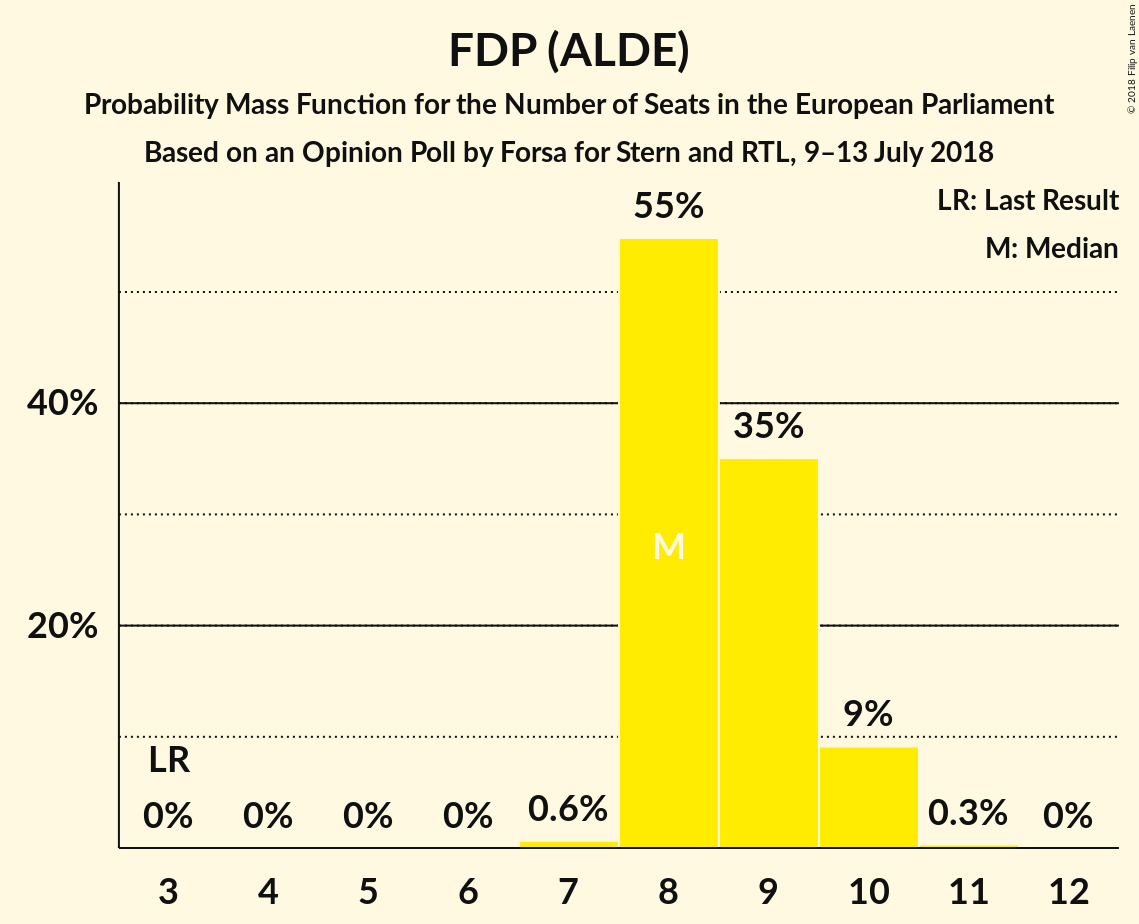 FDP (ALDE)
Probability Mass Function for the Number of Seats in the European Parliament
Based on an Opinion Poll by Forsa for Stern and RTL, 9–13 July 2018
© 2018 Filip van Laenen
LR: Last Result
M: Median
55%
40%
35%
M
20%
9%
LR
0% 0% 0% 0% 0.6% 0.3% 0%
3 4 5 6 7 8 9 10 11 12